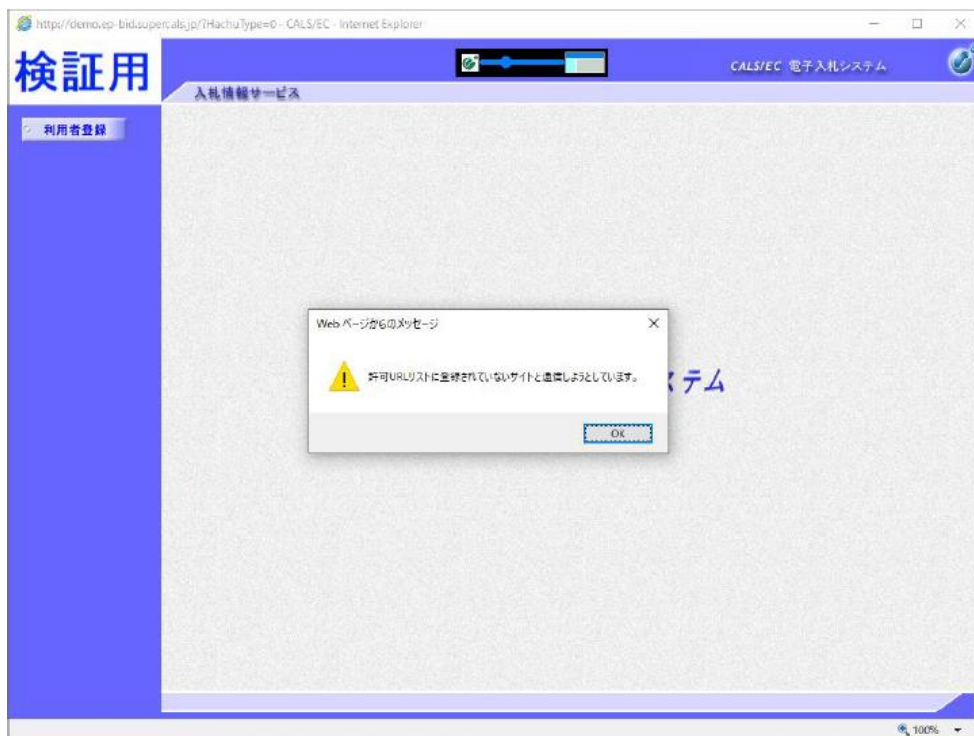 http://demo.ep-bid.supercals.jp/?HachuType=0 - CALS/EC - Internet Explorer
検証用
CALS/EC 電子入札システム
入札情報サービス
利用者登録
Web ページからのメッセージ
許可URLリストに登録されていないサイトと通信しようとしています。
ステム
OK
100%